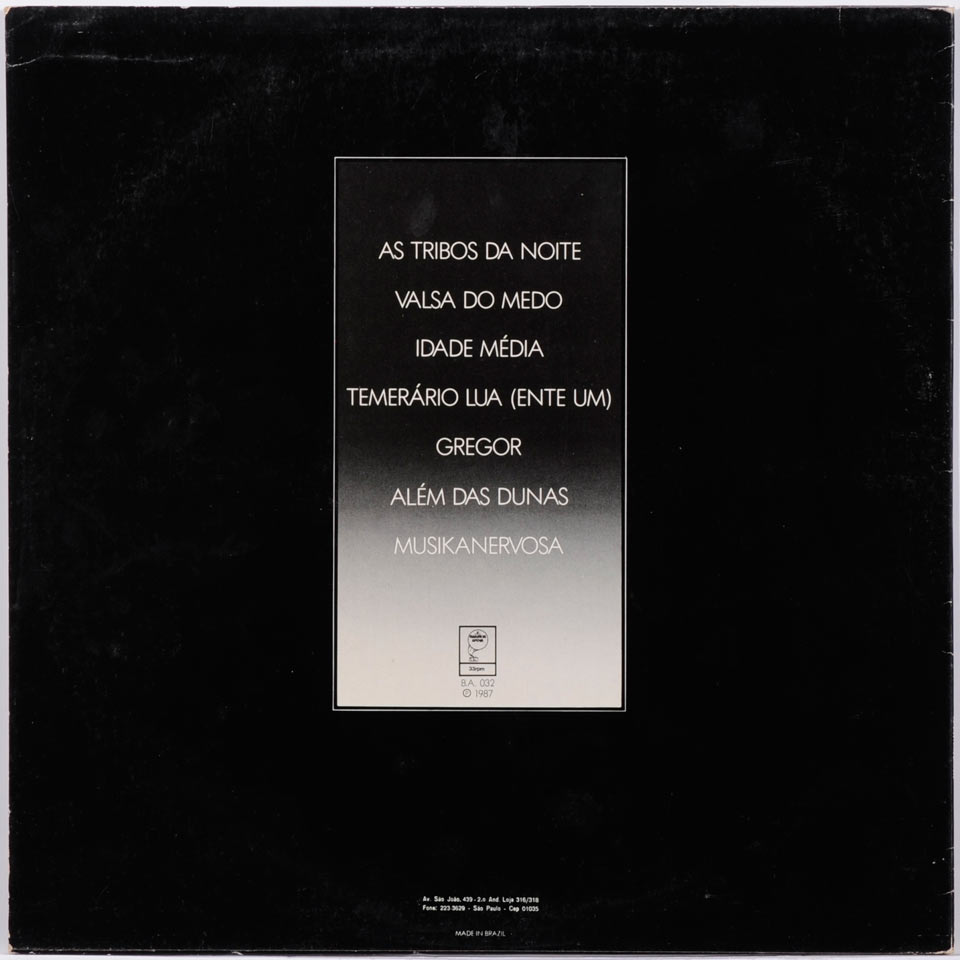 AS TRIBOS DA NOITE
VALSA DO MEDO
IDADE MÉDIA
TEMERÁRIO LUA (ENTE UM)
GREGOR
ALÉM DAS DUNAS
MUSIKANERVOSA
33rpm
B.A. 032
℗ 1987
Av. São João, 439 - 2.o And. Loja 316/318
Fone: 223 3629 - São Paulo - Cep 01035
MADE IN BRAZIL